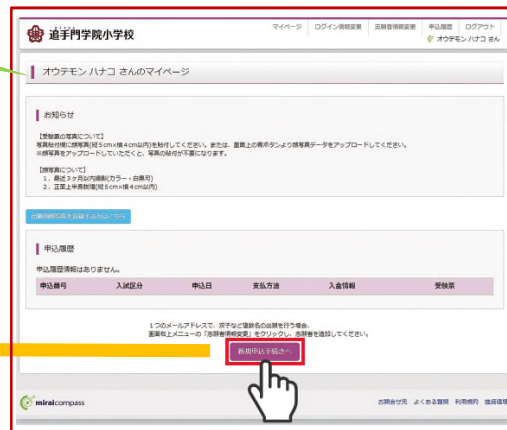 追手門学院小学校
マイページ ログイン情報変更 志願者情報変更 申込履歴 ログアウト
オウテモン ハナコ さん
オウテモン ハナコ さんのマイページ
お知らせ
【受験票の写真について】
写真貼付欄に顔写真(縦5cm×横4cm以内)を貼付してください。または、画面上の青ボタンより顔写真データをアップロードしてください。
※顔写真をアップロードしていただくと、写真の貼付が不要になります。
【顔写真について】
1. 最近3ヶ月以内撮影(カラー・白黒可)
2. 正面上半身脱帽(縦5cm×横4cm以内)
申込履歴
申込履歴情報はありません。
申込番号 入試区分 申込日 支払方法 入金情報 受験票
1つのメールアドレスで、双子など複数名の出願を行う場合、
画面右上メニューの「志願者情報変更」をクリックし、志願者を追加してください。
新規申込手続きへ
miraicompass
お問合せ先 よくある質問 利用規約 推奨環境